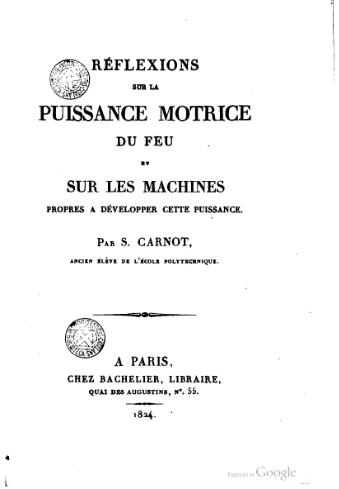 RÉFLEXIONS
SUR LA
PUISSANCE MOTRICE
DU FEU
ET
SUR LES MACHINES
PROPRES A DÉVELOPPER CETTE PUISSANCE.
PAR S. CARNOT,
ANCIEN ÉLÈVE DE L'ÉCOLE POLYTECHNIQUE.
A PARIS,
CHEZ BACHELIER, LIBRAIRE,
QUAI DES AUGUSTINS, Nº. 55.
1824.
Digitized by Google